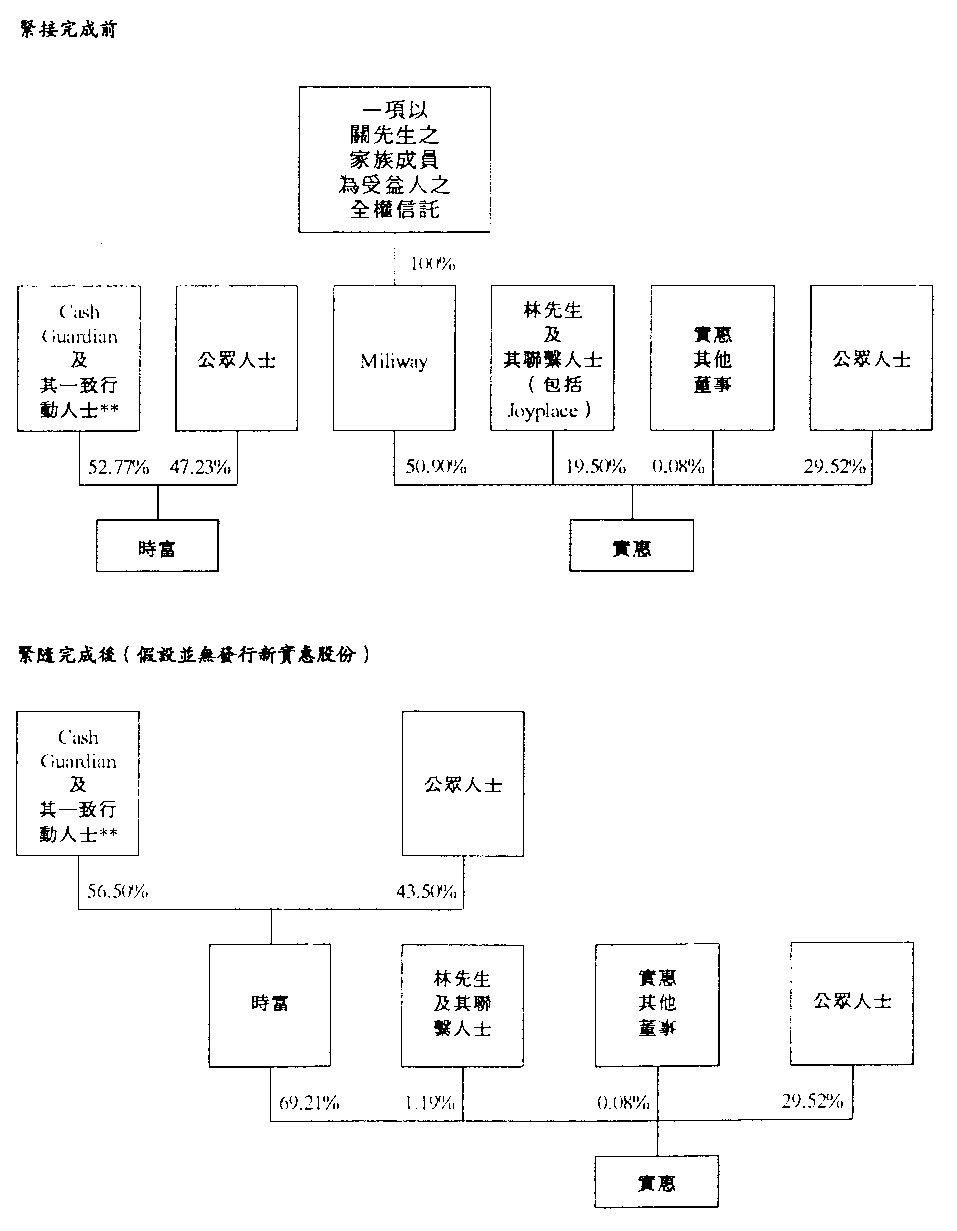 緊接完成前
一項以
關先生之
家族成員
為受益人之
全權信託
100%
Cash
Guardian
及
其一致行
動人士**
公眾人士
Miliway
林先生
及
其聯繫人士
（包括
Joyplace）
實惠
其他
董事
公眾人士
52.77%
47.23%
50.90%
19.50%
0.08%
29.52%
時富
實惠
緊隨完成後（假設並無發行新實惠股份）
Cash
Guardian
及
其一致行
動人士**
公眾人士
56.50%
43.50%
時富
林先生
及其聯
繫人士
實惠
其他
董事
公眾人士
69.21%
1.19%
0.08%
29.52%
實惠